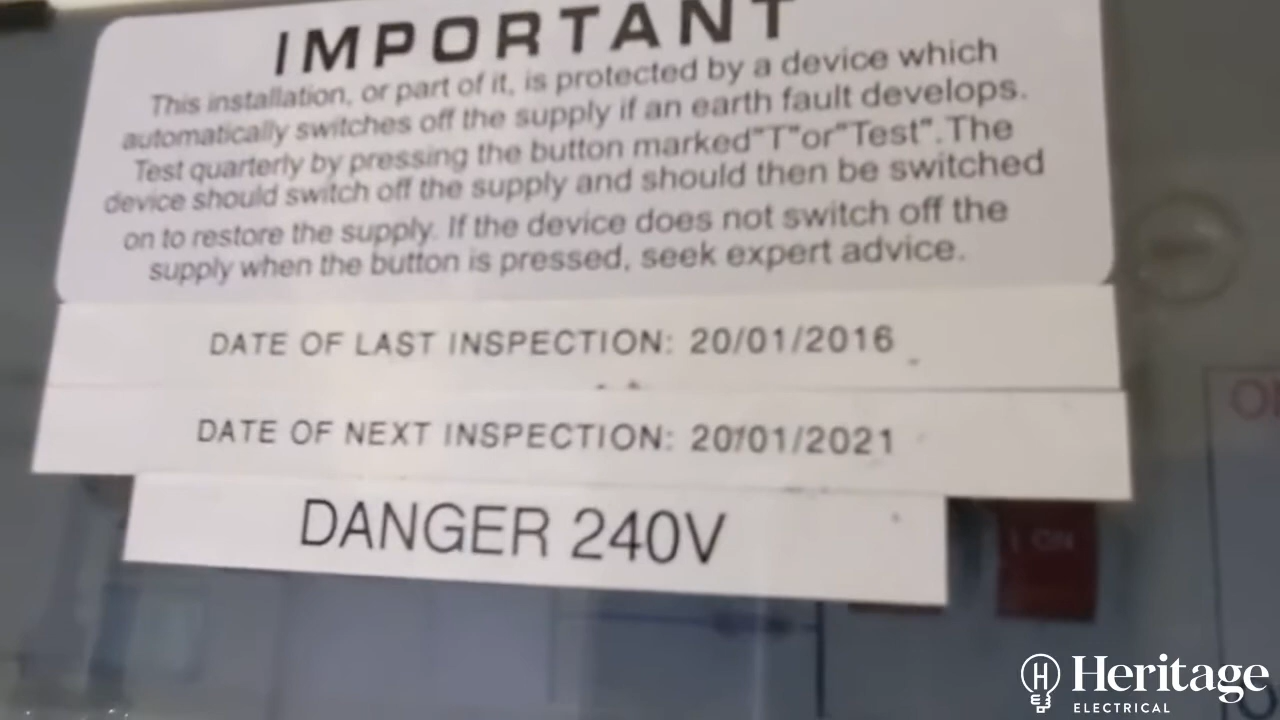 IMPORTANT
This installation, or part of it, is protected by a device which
automatically switches off the supply if an earth fault develops.
Test quarterly by pressing the button marked"T"or"Test". The
device should switch off the supply and should then be switched
on to restore the supply. If the device does not switch off the
supply when the button is pressed, seek expert advice.
DATE OF LAST INSPECTION: 20/01/2016
DATE OF NEXT INSPECTION: 20/01/2021
DANGER 240V
I ON
Heritage
ELECTRICAL